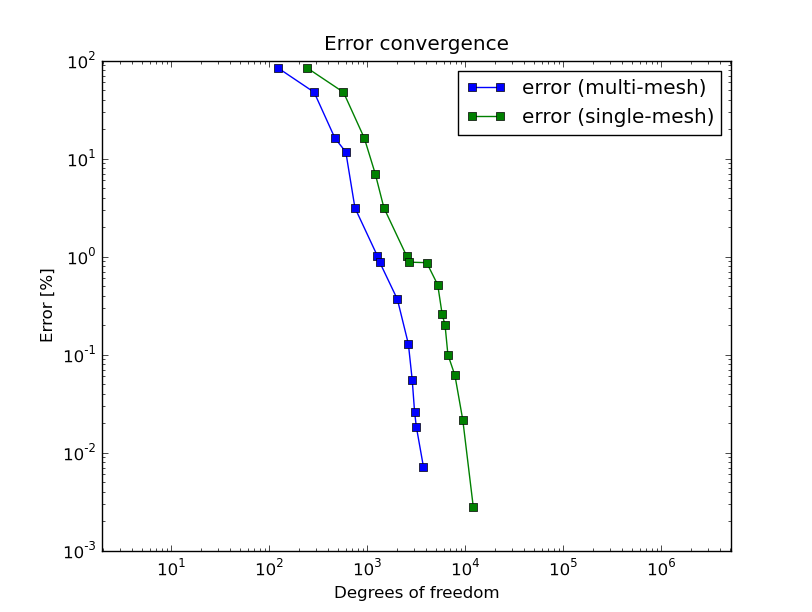 Error convergence
error (multi-mesh)
error (single-mesh)
10^2
10^1
10^0
10^-1
10^-2
10^-3
Error [%]
10^1 10^2 10^3 10^4 10^5 10^6
Degrees of freedom